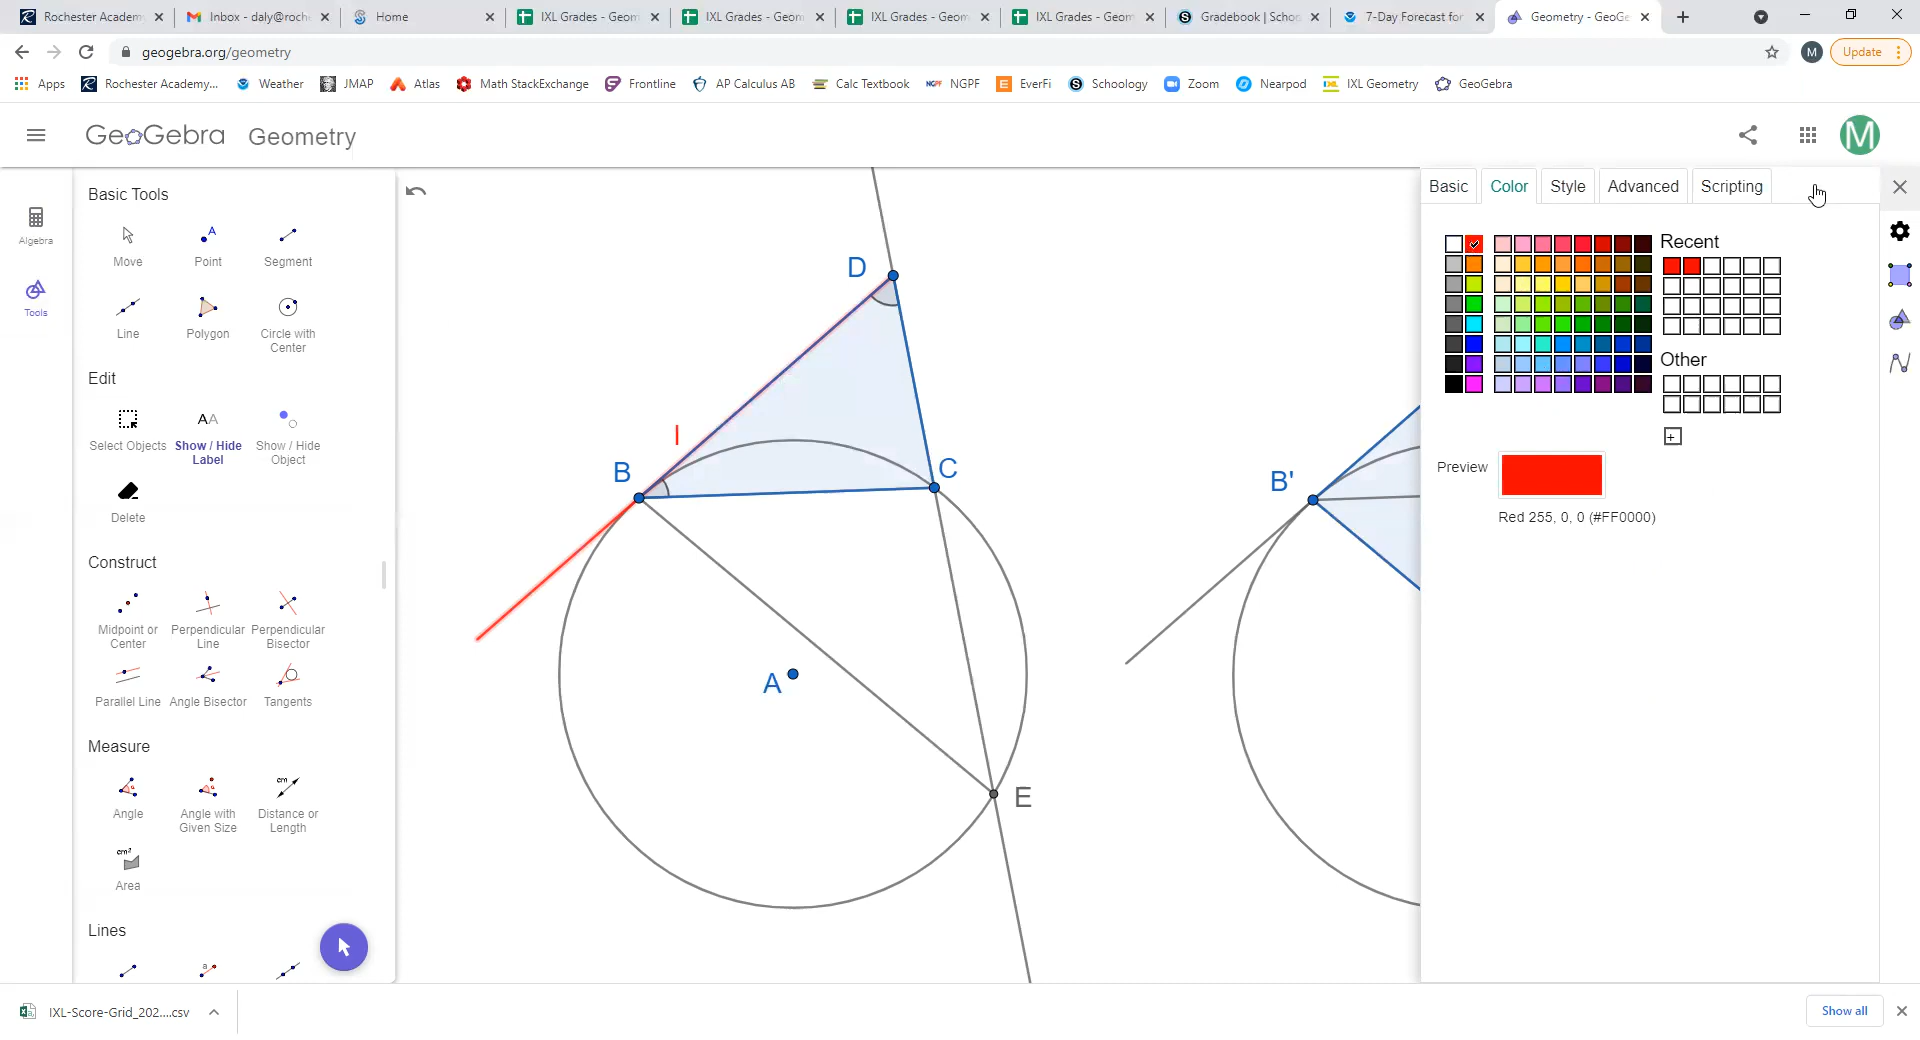 Rochester Academ
Inbox - daly@roche
Home
IXL Grades - Geom
IXL Grades - Geom
IXL Grades - Geom
IXL Grades - Geom
Gradebook | Schoo
7-Day Forecast for
Geometry - GeoGe
geogebra.org/geometry
M
Update
Apps
Rochester Academy...
Weather
JMAP
Atlas
Math StackExchange
Frontline
AP Calculus AB
Calc Textbook
NGPF
NGPF
EverFi
Schoology
Zoom
Nearpod
IXL Geometry
GeoGebra
GeoGebra Geometry
M
Algebra
Tools
Basic Tools
Move
Point
Segment
Line
Polygon
Circle with
Center
Edit
Select Objects
Show / Hide
Label
Show / Hide
Object
Delete
Construct
Midpoint or
Center
Perpendicular
Line
Perpendicular
Bisector
Parallel Line
Angle Bisector
Tangents
Measure
Angle
Angle with
Given Size
Distance or
Length
Area
Lines
D
l
B
C
A
E
B'
Basic
Color
Style
Advanced
Scripting
Recent
Other
+
Preview
Red 255, 0, 0 (#FF0000)
IXL-Score-Grid_202....csv
Show all